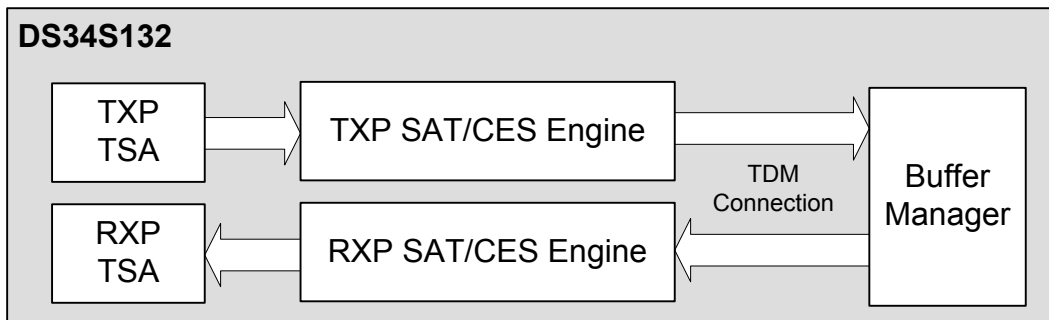 DS34S132
TXP
TSA
TXP SAT/CES Engine
TDM
Connection
Buffer
Manager
RXP
TSA
RXP SAT/CES Engine